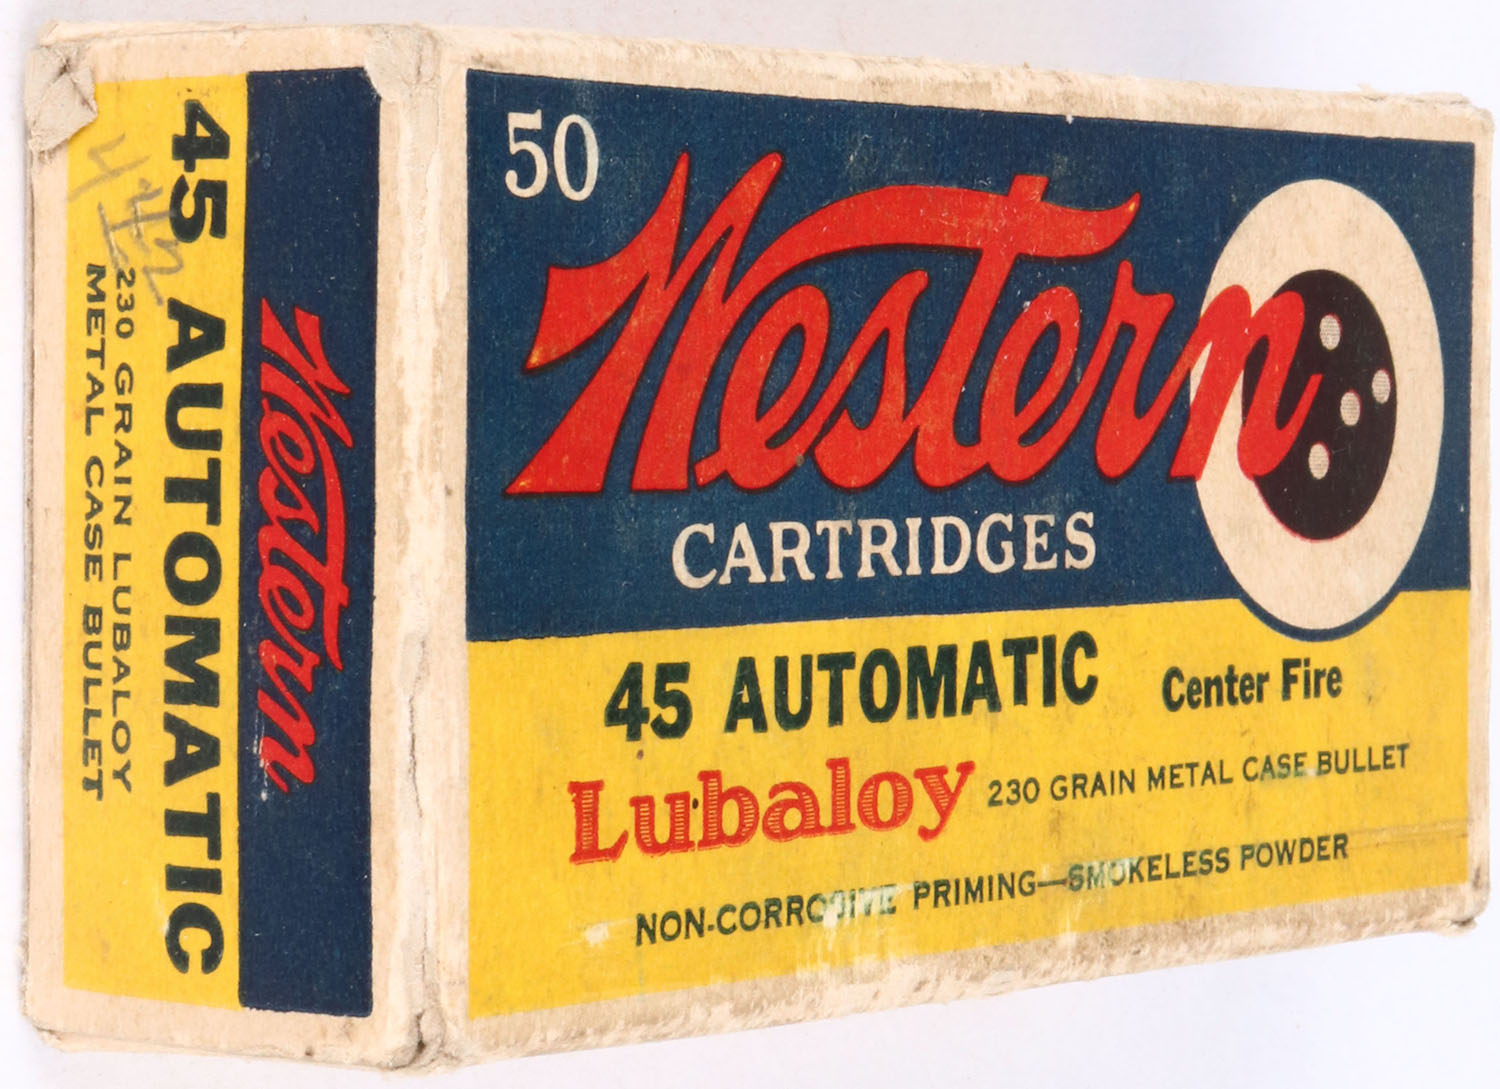 50
Western
CARTRIDGES
45 AUTOMATIC Center Fire
Lubaloy 230 GRAIN METAL CASE BULLET
NON-CORROSIVE PRIMING—SMOKELESS POWDER
Western
45 AUTOMATIC
230 GRAIN LUBALOY
METAL CASE BULLET